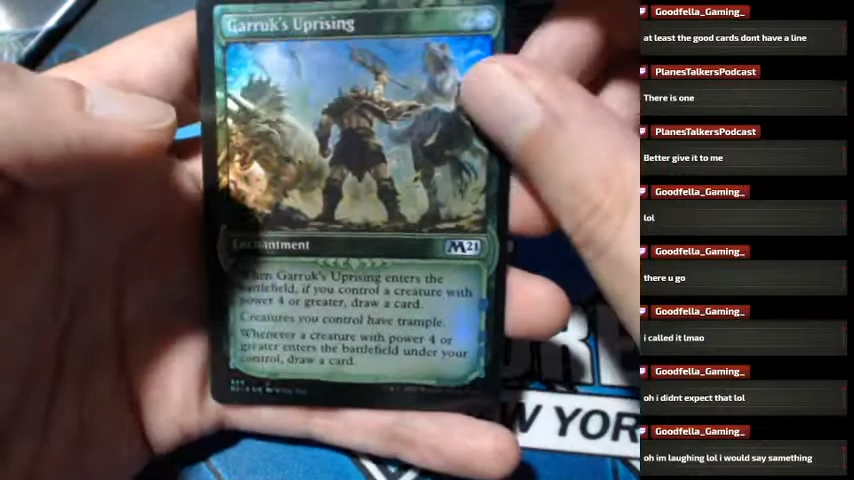 Garruk's Uprising
Enchantment
M21
When Garruk's Uprising enters the
battlefield, if you control a creature with
power 4 or greater, draw a card.
Creatures you control have trample.
Whenever a creature with power 4 or
greater enters the battlefield under your
control, draw a card.
W YOR
Goodfella_Gaming_
at least the good cards dont have a line
PlanesTalkersPodcast
There is one
PlanesTalkersPodcast
Better give it to me
Goodfella_Gaming_
lol
Goodfella_Gaming_
there u go
Goodfella_Gaming_
i called it lmao
Goodfella_Gaming_
oh i didnt expect that lol
Goodfella_Gaming_
oh im laughing lol i would say samething